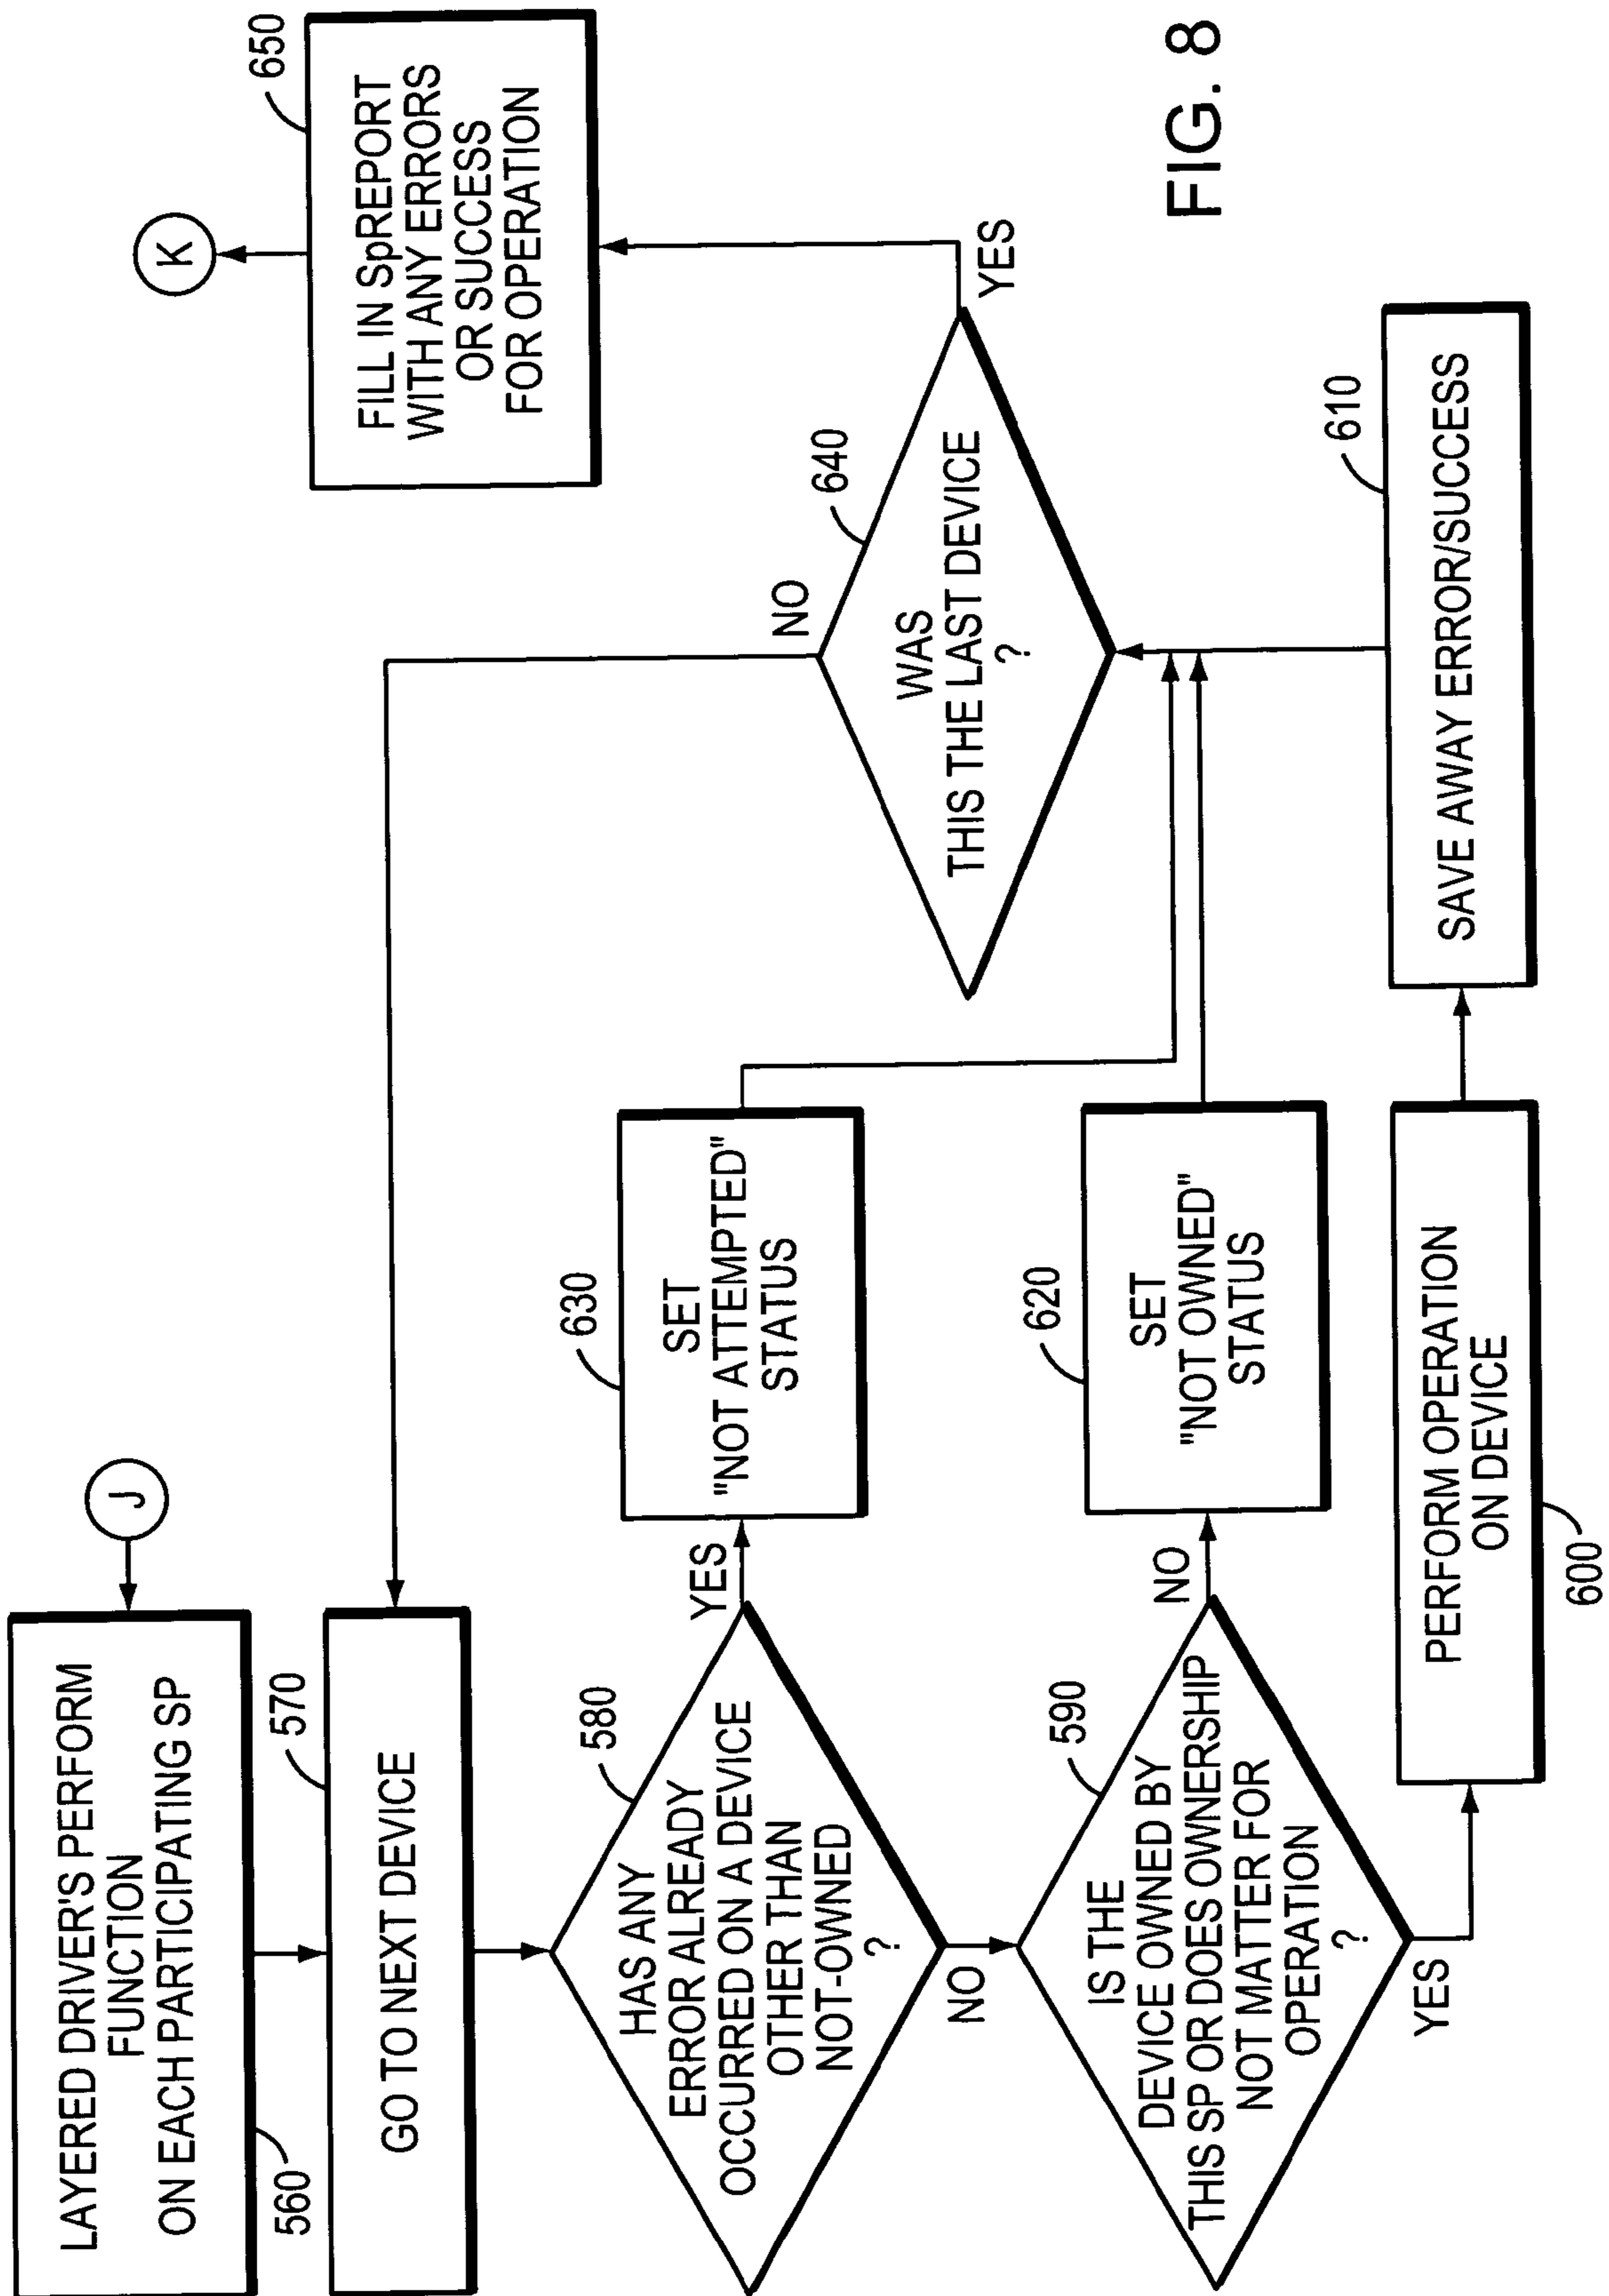 J
LAYERED DRIVER'S PERFORM
FUNCTION
ON EACH PARTICIPATING SP
560
GO TO NEXT DEVICE
570
HAS ANY
ERROR ALREADY
OCCURRED ON A DEVICE
OTHER THAN
NOT-OWNED
?
580
YES
NO
SET
"NOT ATTEMPTED"
STATUS
630
IS THE
DEVICE OWNED BY
THIS SP OR DOES OWNERSHIP
NOT MATTER FOR
OPERATION
?
590
NO
YES
SET
"NOT OWNED"
STATUS
620
PERFORM OPERATION
ON DEVICE
600
SAVE AWAY ERROR/SUCCESS
610
WAS
THIS THE LAST DEVICE
?
640
NO
YES
FILL IN SpREPORT
WITH ANY ERRORS
OR SUCCESS
FOR OPERATION
650
K
FIG. 8